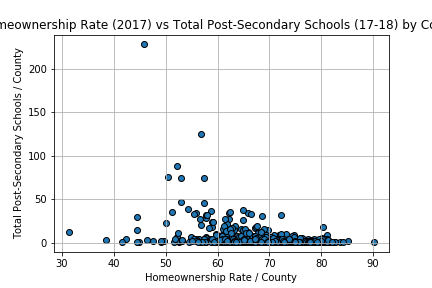 meownership Rate (2017) vs Total Post-Secondary Schools (17-18) by Co
200
150
100
50
0
Total Post-Secondary Schools / County
30 40 50 60 70 80 90
Homeownership Rate / County